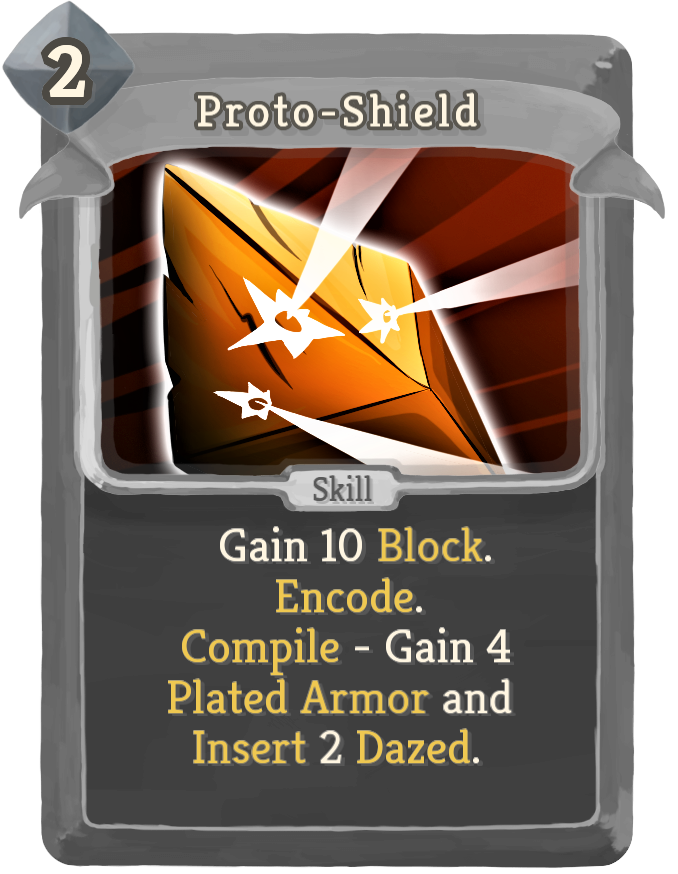 2
Proto-Shield
Skill
Gain 10 Block.
Encode.
Compile - Gain 4
Plated Armor and
Insert 2 Dazed.